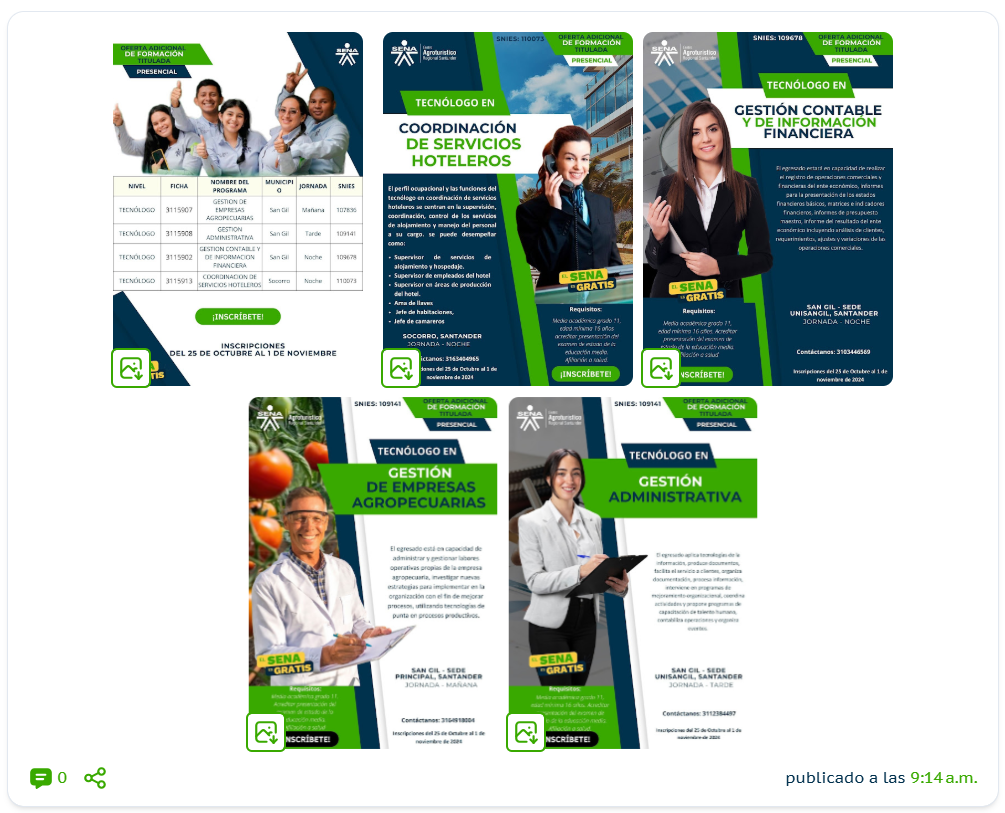 OFERTA ADICIONAL
DE FORMACIÓN
TITULADA
PRESENCIAL
SENA
NIVEL FICHA NOMBRE DEL PROGRAMA MUNICIPIO JORNADA SNIES
TECNÓLOGO 3115907 GESTION DE EMPRESAS AGROPECUARIAS San Gil Mañana 107836
TECNÓLOGO 3115908 GESTION ADMINISTRATIVA San Gil Tarde 109141
TECNÓLOGO 3115902 GESTION CONTABLE Y DE INFORMACION FINANCIERA San Gil Noche 109678
TECNÓLOGO 3115913 COORDINACION DE SERVICIOS HOTELEROS Socorro Noche 110073
¡INSCRÍBETE!
INSCRIPCIONES
DEL 25 DE OCTUBRE AL 1 DE NOVIEMBRE
SENA
Agroturístico
Regional Santander
SNIES: 110073
OFERTA ADICIONAL
DE FORMACIÓN
TITULADA
PRESENCIAL
TECNÓLOGO EN
COORDINACIÓN
DE SERVICIOS
HOTELEROS
El perfil ocupacional y las funciones del
tecnólogo en coordinación de servicios
hoteleros se centran en la supervisión,
coordinación, control de los servicios
de alojamiento y manejo del personal
a su cargo. se puede desempeñar
como:
• Supervisor de servicios de
alojamiento y hospedaje.
• Supervisor de empleados del hotel
• Supervisor en áreas de producción
del hotel.
• Ama de llaves
• Jefe de habitaciones,
• Jefe de camareros
SOCORRO, SANTANDER
JORNADA - NOCHE
ctanos: 3163404965
ones del 25 de Octubre al 1 de
noviembre de 2024
EL SENA
ES GRATIS
Requisitos:
Media académica grado 11,
edad mínima 16 años
acreditar presentación del
examen de estado de la
educación media.
Afiliación a salud.
¡INSCRÍBETE!
SENA
Agroturístico
Regional Santander
SNIES: 109678
OFERTA ADICIONAL
DE FORMACIÓN
TITULADA
PRESENCIAL
TECNÓLOGO EN
GESTIÓN CONTABLE
Y DE INFORMACIÓN
FINANCIERA
El egresado estará en capacidad de realizar
el registro de operaciones comerciales y
financieras del ente económico, informes
para la presentación de los estados
financieros básicos, matrices e indicadores
financieros, informes de presupuesto
maestro, informe del resultado del ente
económico incluyendo análisis de clientes,
requerimientos, ajustes y variaciones de las
operaciones comerciales.
EL SENA
ES GRATIS
Requisitos:
Media académica grado 11,
edad mínima 16 años. Acreditar
presentación del examen de
estado de la educación media.
filiación a salud
NSCRÍBETE!
SAN GIL - SEDE
UNISANGIL, SANTANDER
JORNADA - NOCHE
Contáctanos: 3103446569
Inscripciones del 25 de Octubre al 1 de
noviembre de 2024
SENA
Agroturístico
Regional Santander
SNIES: 109141
OFERTA ADICIONAL
DE FORMACIÓN
TITULADA
PRESENCIAL
TECNÓLOGO EN
GESTIÓN
DE EMPRESAS
AGROPECUARIAS
El egresado está en capacidad de
administrar y gestionar labores
operativas propias de la empresa
agropecuaria, investigar nuevas
estrategias para implementar en la
organización con el fin de mejorar
procesos, utilizando tecnologías de
punta en procesos productivos.
EL SENA
ES GRATIS
Requisitos:
Media académica grado 11.
Acreditar presentación del
examen de estado de la
educación media.
Afiliación a salud
NSCRÍBETE!
SAN GIL - SEDE
PRINCIPAL, SANTANDER
JORNADA - MAÑANA
Contáctanos: 3164918004
Inscripciones del 25 de Octubre al 1 de
noviembre de 2024
SENA
Agroturístico
Regional Santander
SNIES: 109141
OFERTA ADICIONAL
DE FORMACIÓN
TITULADA
PRESENCIAL
TECNÓLOGO EN
GESTIÓN
ADMINISTRATIVA
El egresado aplica tecnologías de la
información, produce documentos,
facilita el servicio a clientes, organiza
documentación, procesa información,
interviene en programas de
mejoramiento organizacional, coordina
actividades y propone programas de
capacitación de talento humano,
contabiliza operaciones y organiza
eventos.
EL SENA
ES GRATIS
Requisitos:
Media académica grado 11,
edad mínima 16 años. Acreditar
presentación del examen de
estado de la educación media.
Afiliación a salud
NSCRÍBETE!
SAN GIL - SEDE
UNISANGIL, SANTANDER
JORNADA - TARDE
Contáctanos: 3112384487
Inscripciones del 25 de Octubre al 1 de
noviembre de 2024
0
publicado a las 9:14 a.m.